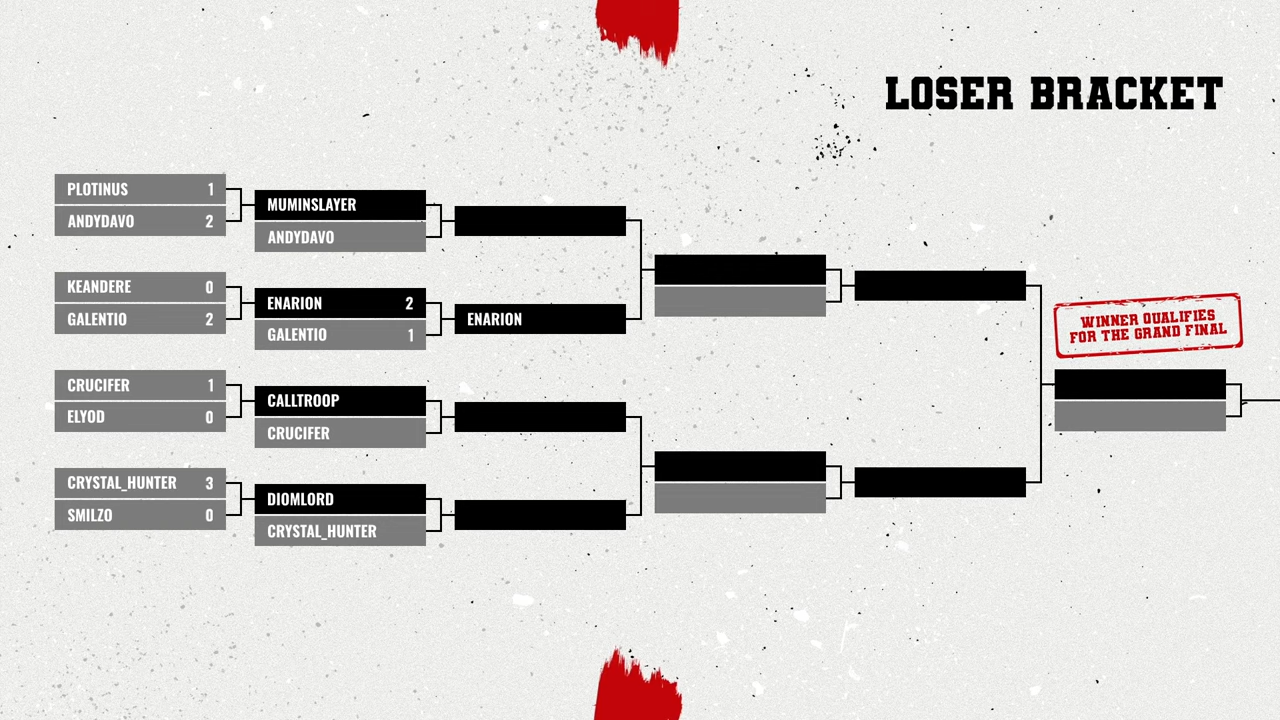 LOSER BRACKET
PLOTINUS 1
ANDYDAVO 2
KEANDERE 0
GALENTIO 2
CRUCIFER 1
ELYOD 0
CRYSTAL_HUNTER 3
SMILZO 0
MUMINSLAYER
ANDYDAVO
ENARION 2
GALENTIO 1
CALLTROOP
CRUCIFER
DIOMLORD
CRYSTAL_HUNTER
ENARION
WINNER QUALIFIES
FOR THE GRAND FINAL